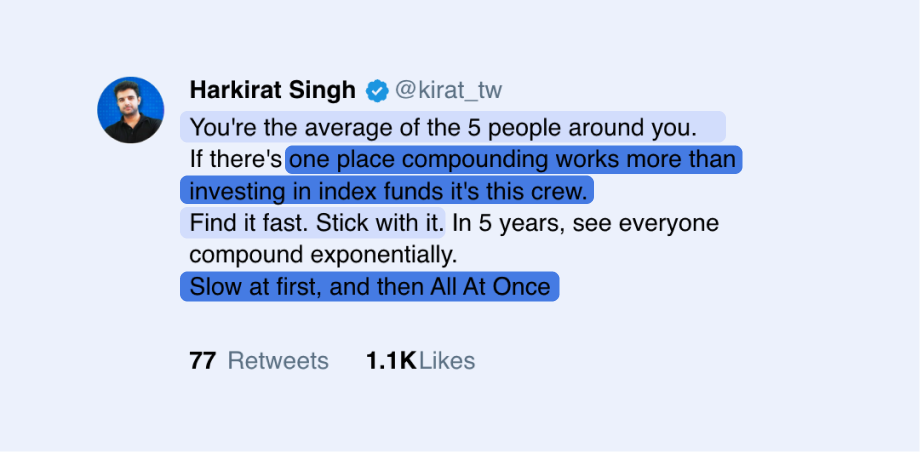 Harkirat Singh @kirat_tw
You're the average of the 5 people around you.
If there's one place compounding works more than
investing in index funds it's this crew.
Find it fast. Stick with it. In 5 years, see everyone
compound exponentially.
Slow at first, and then All At Once
77 Retweets 1.1K Likes